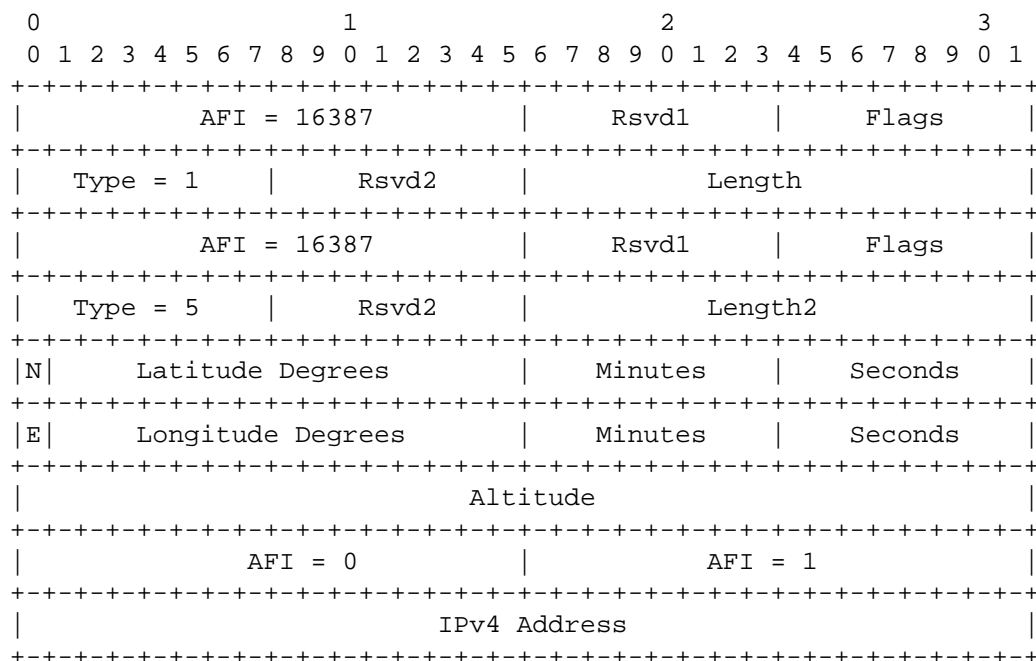 0                   1                   2                   3
 0 1 2 3 4 5 6 7 8 9 0 1 2 3 4 5 6 7 8 9 0 1 2 3 4 5 6 7 8 9 0 1
+-+-+-+-+-+-+-+-+-+-+-+-+-+-+-+-+-+-+-+-+-+-+-+-+-+-+-+-+-+-+-+-+
|           AFI = 16387         |     Rsvd1     |     Flags     |
+-+-+-+-+-+-+-+-+-+-+-+-+-+-+-+-+-+-+-+-+-+-+-+-+-+-+-+-+-+-+-+-+
|   Type = 1    |     Rsvd2     |           Length              |
+-+-+-+-+-+-+-+-+-+-+-+-+-+-+-+-+-+-+-+-+-+-+-+-+-+-+-+-+-+-+-+-+
|           AFI = 16387         |     Rsvd1     |     Flags     |
+-+-+-+-+-+-+-+-+-+-+-+-+-+-+-+-+-+-+-+-+-+-+-+-+-+-+-+-+-+-+-+-+
|   Type = 5    |     Rsvd2     |           Length2             |
+-+-+-+-+-+-+-+-+-+-+-+-+-+-+-+-+-+-+-+-+-+-+-+-+-+-+-+-+-+-+-+-+
|N|     Latitude Degrees        |    Minutes    |    Seconds    |
+-+-+-+-+-+-+-+-+-+-+-+-+-+-+-+-+-+-+-+-+-+-+-+-+-+-+-+-+-+-+-+-+
|E|     Longitude Degrees       |    Minutes    |    Seconds    |
+-+-+-+-+-+-+-+-+-+-+-+-+-+-+-+-+-+-+-+-+-+-+-+-+-+-+-+-+-+-+-+-+
|                            Altitude                           |
+-+-+-+-+-+-+-+-+-+-+-+-+-+-+-+-+-+-+-+-+-+-+-+-+-+-+-+-+-+-+-+-+
|              AFI = 0          |           AFI = 1             |
+-+-+-+-+-+-+-+-+-+-+-+-+-+-+-+-+-+-+-+-+-+-+-+-+-+-+-+-+-+-+-+-+
|                          IPv4 Address                         |
+-+-+-+-+-+-+-+-+-+-+-+-+-+-+-+-+-+-+-+-+-+-+-+-+-+-+-+-+-+-+-+-+